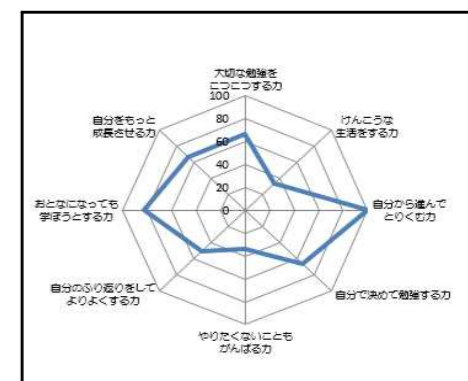 大切な勉強を
こつこつする力
けんこうな
生活をする力
自分から進んで
とりくむ力
自分で決めて勉強する力
やりたくないことも
がんばる力
自分のふり返りをして
よりよくする力
おとなになっても
学ぼうとする力
自分をもっと
成長させる力
100
80
60
40
20
0